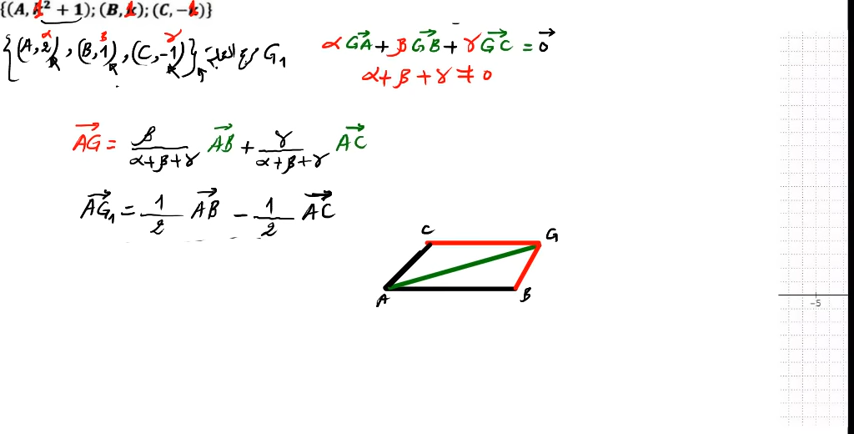 {(A, k² + 1); (B, k); (C, −k)}
α β γ
{(A, 2), (B, 1), (C, −1)} مرجح الجملة G₁
αGA⃗ + βGB⃗ + γGC⃗ = 0⃗
α + β + γ ≠ 0
AG⃗ = β/(α+β+γ) AB⃗ + γ/(α+β+γ) AC⃗
AG₁⃗ = 1/2 AB⃗ − 1/2 AC⃗
C G
A B
−5